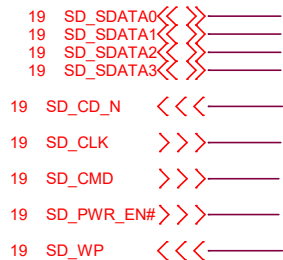 19 SD_SDATA0
19 SD_SDATA1
19 SD_SDATA2
19 SD_SDATA3
19 SD_CD_N
19 SD_CLK
19 SD_CMD
19 SD_PWR_EN#
19 SD_WP